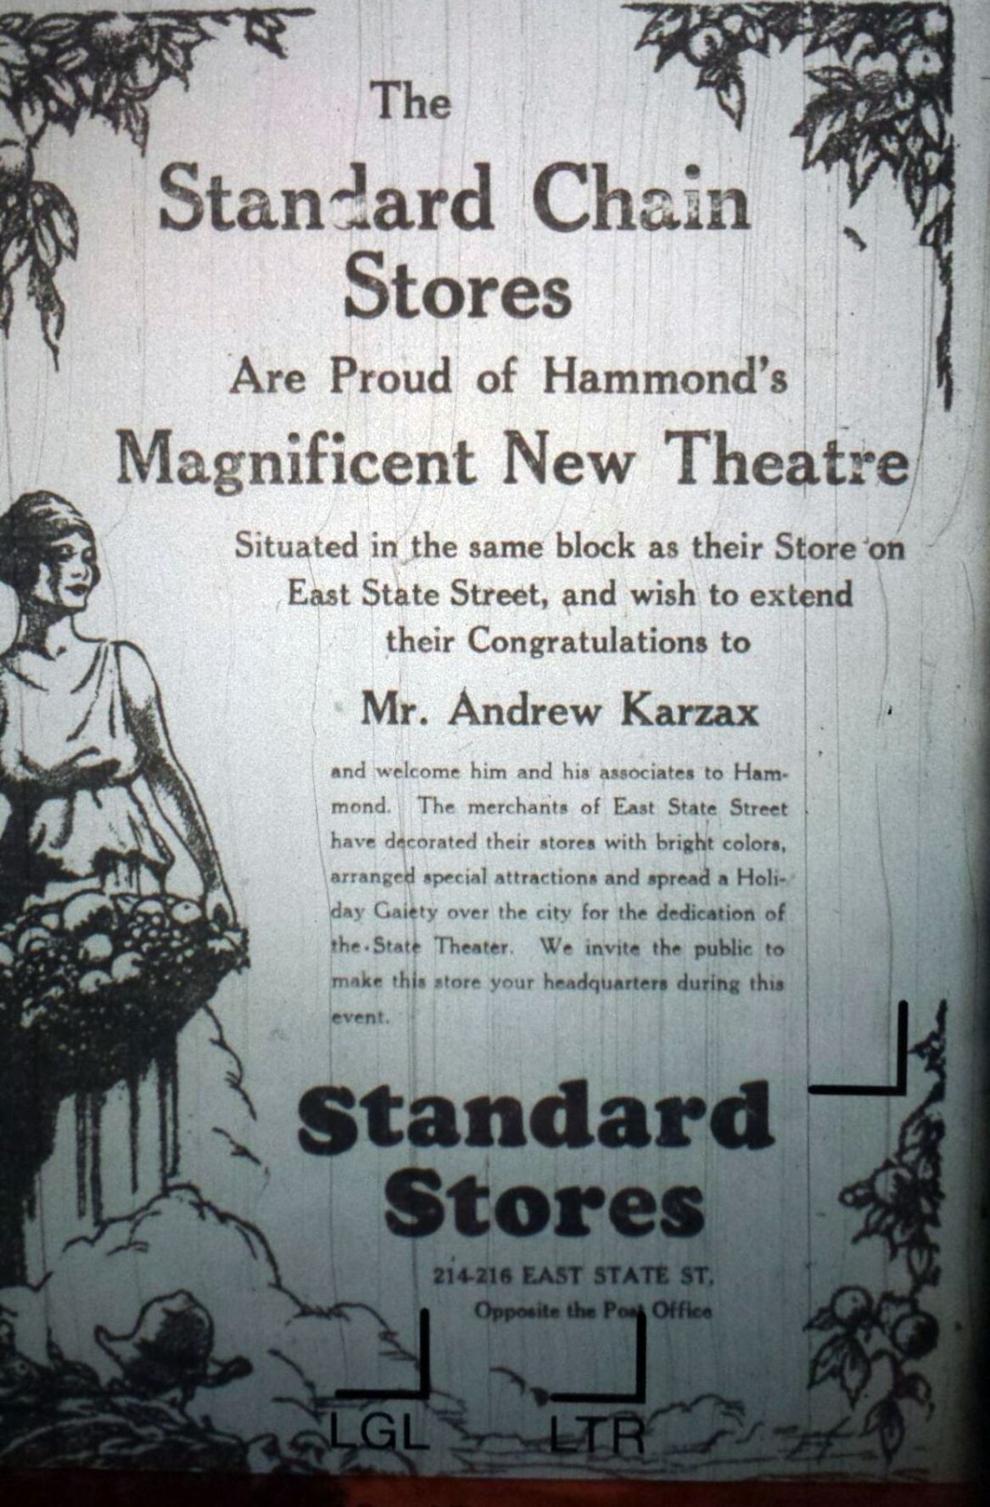 The
Standard Chain
Stores
Are Proud of Hammond's
Magnificent New Theatre
Situated in the same block as their Store on
East State Street, and wish to extend
their Congratulations to
Mr. Andrew Karzax
and welcome him and his associates to Ham-
mond. The merchants of East State Street
have decorated their stores with bright colors,
arranged special attractions and spread a Holi-
day Gaiety over the city for the dedication of
the State Theater. We invite the public to
make this store your headquarters during this
event.
Standard
Stores
214-216 EAST STATE ST.
Opposite the Post Office
LGL LTR